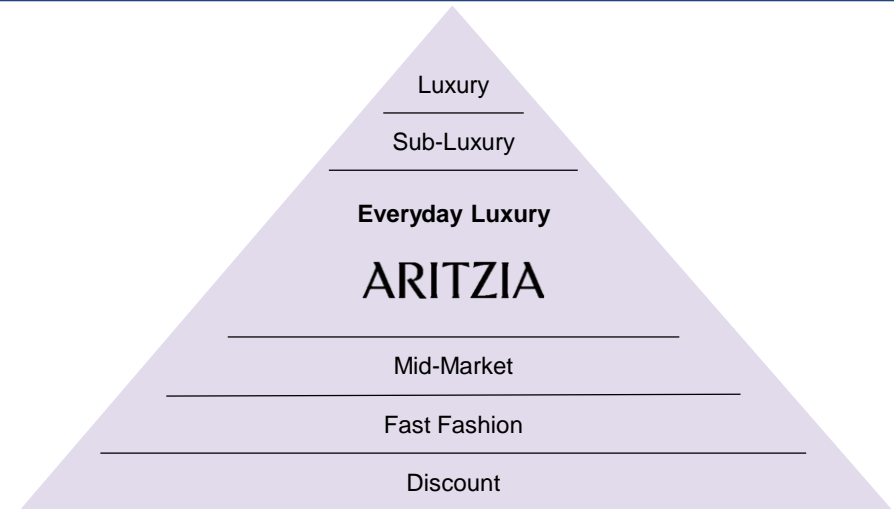 Luxury
Sub-Luxury
Everyday Luxury
ARITZIA
Mid-Market
Fast Fashion
Discount